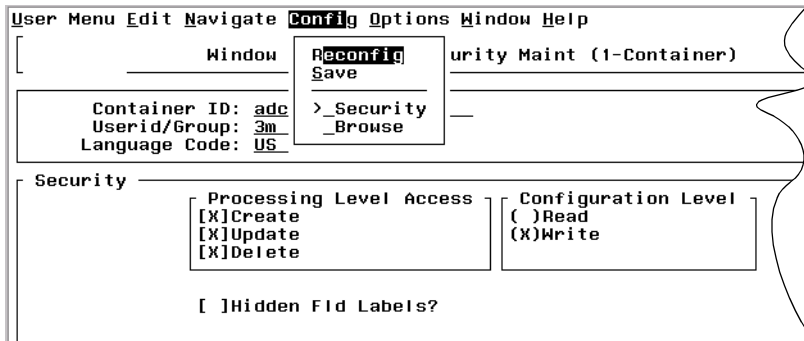 User Menu Edit Navigate Config Options Window Help
Window
urity Maint (1-Container)
Reconfig
Save
>_Security
_Browse
Container ID: adc
Userid/Group: 3m
Language Code: US
Security
Processing Level Access
[X]Create
[X]Update
[X]Delete
Configuration Level
( )Read
(X)Write
[ ]Hidden Fld Labels?